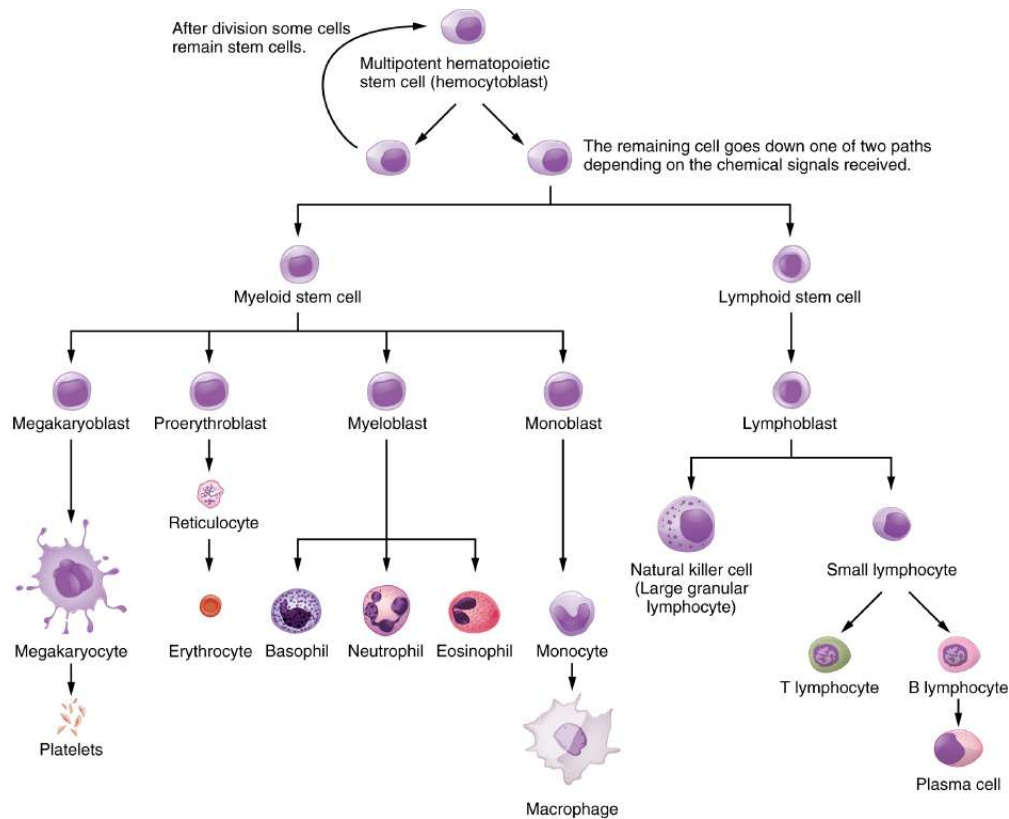 After division some cells
remain stem cells.
Multipotent hematopoietic
stem cell (hemocytoblast)
The remaining cell goes down one of two paths
depending on the chemical signals received.
Myeloid stem cell
Lymphoid stem cell
Megakaryoblast
Proerythroblast
Myeloblast
Monoblast
Lymphoblast
Reticulocyte
Natural killer cell
(Large granular
lymphocyte)
Small lymphocyte
Megakaryocyte
Erythrocyte
Basophil
Neutrophil
Eosinophil
Monocyte
T lymphocyte
B lymphocyte
Platelets
Macrophage
Plasma cell